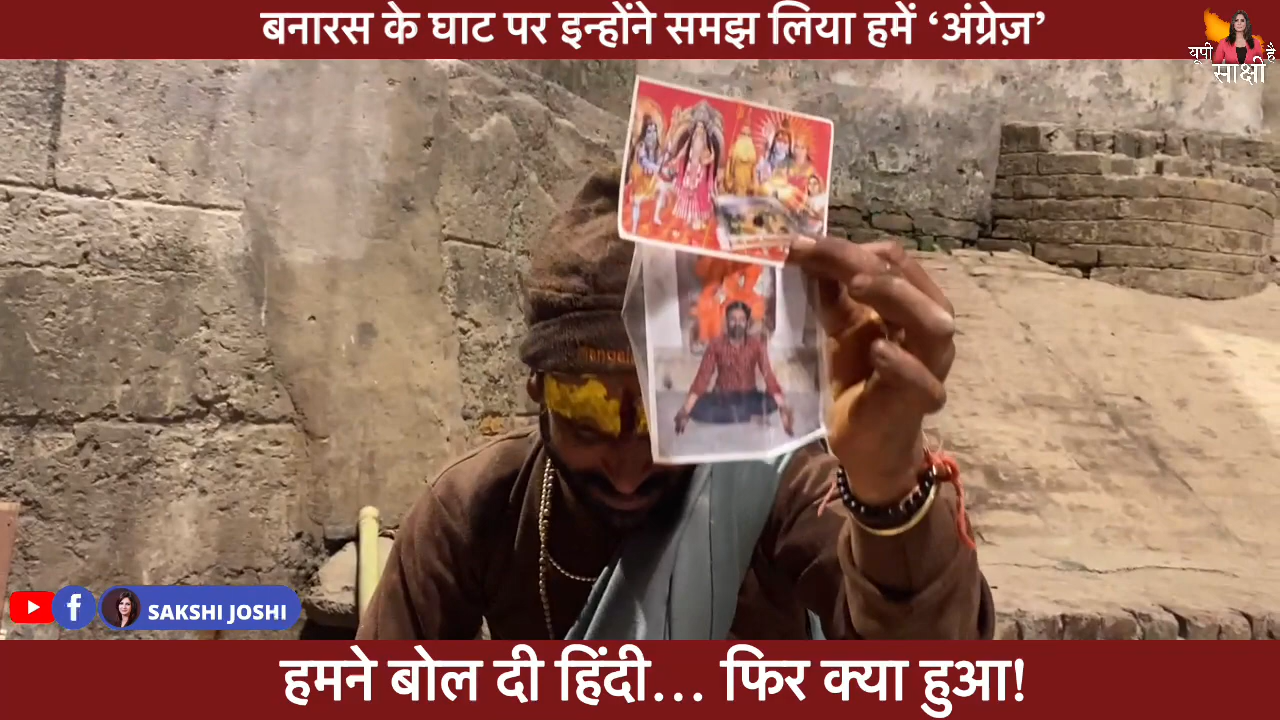 बनारस के घाट पर इन्होंने समझ लिया हमें ‘अंग्रेज़’
यूपी है
साक्षी
SAKSHI JOSHI
हमने बोल दी हिंदी... फिर क्या हुआ!